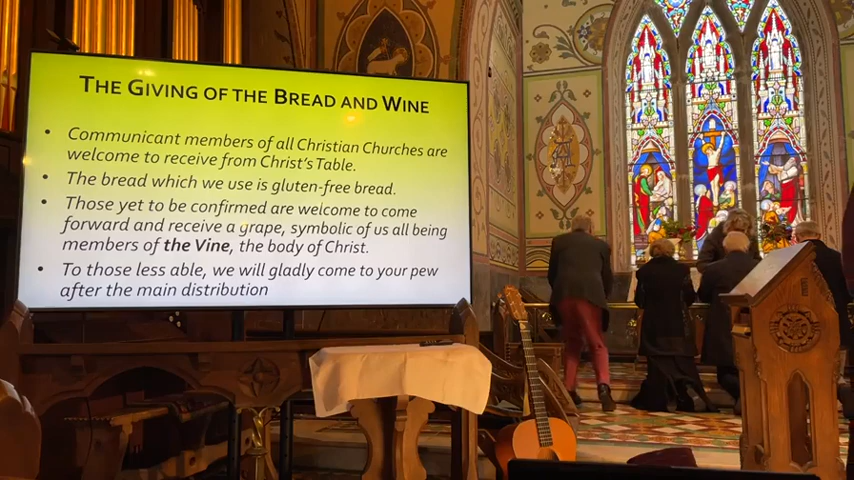 THE GIVING OF THE BREAD AND WINE
• Communicant members of all Christian Churches are
welcome to receive from Christ's Table.
• The bread which we use is gluten-free bread.
• Those yet to be confirmed are welcome to come
forward and receive a grape, symbolic of us all being
members of the Vine, the body of Christ.
• To those less able, we will gladly come to your pew
after the main distribution